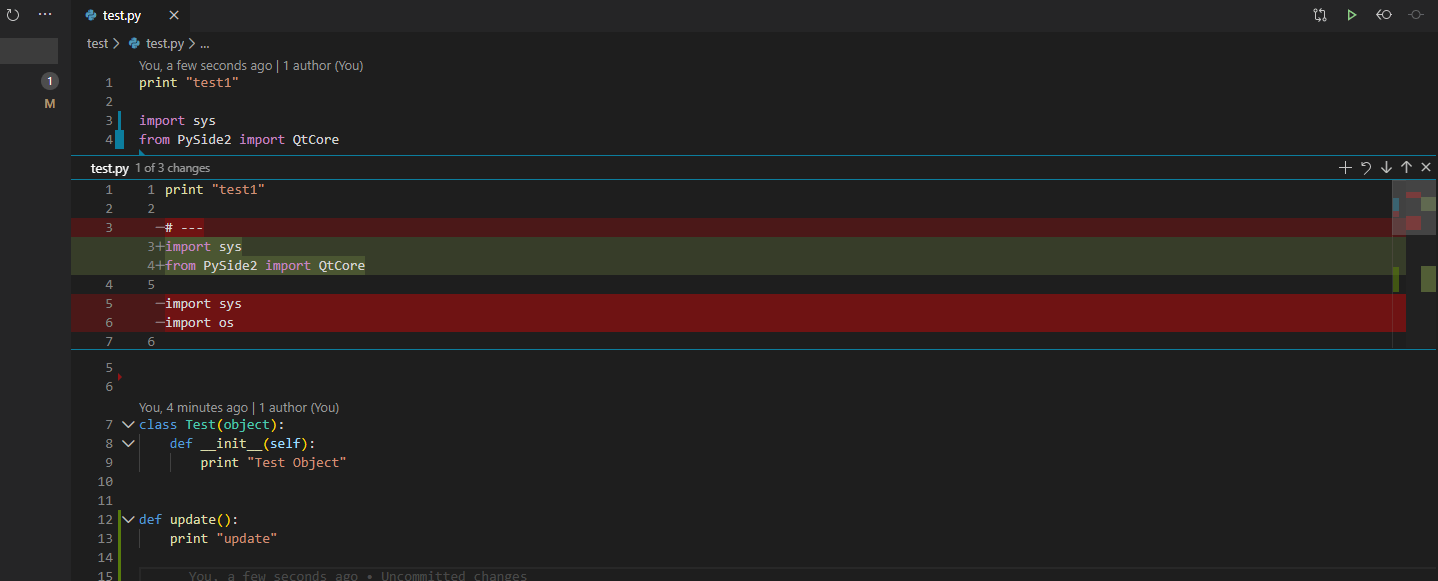 test.py
test > test.py > ...
You, a few seconds ago | 1 author (You)
1 print "test1"
2
3 import sys
4 from PySide2 import QtCore
test.py 1 of 3 changes
1 1 print "test1"
2 2
3 —# ---
3+import sys
4+from PySide2 import QtCore
4 5
5 —import sys
6 —import os
7 6
5
6
You, 4 minutes ago | 1 author (You)
7 class Test(object):
8 def __init__(self):
9 print "Test Object"
10
11
12 def update():
13 print "update"
14
15 You, a few seconds ago • Uncommitted changes
1
M